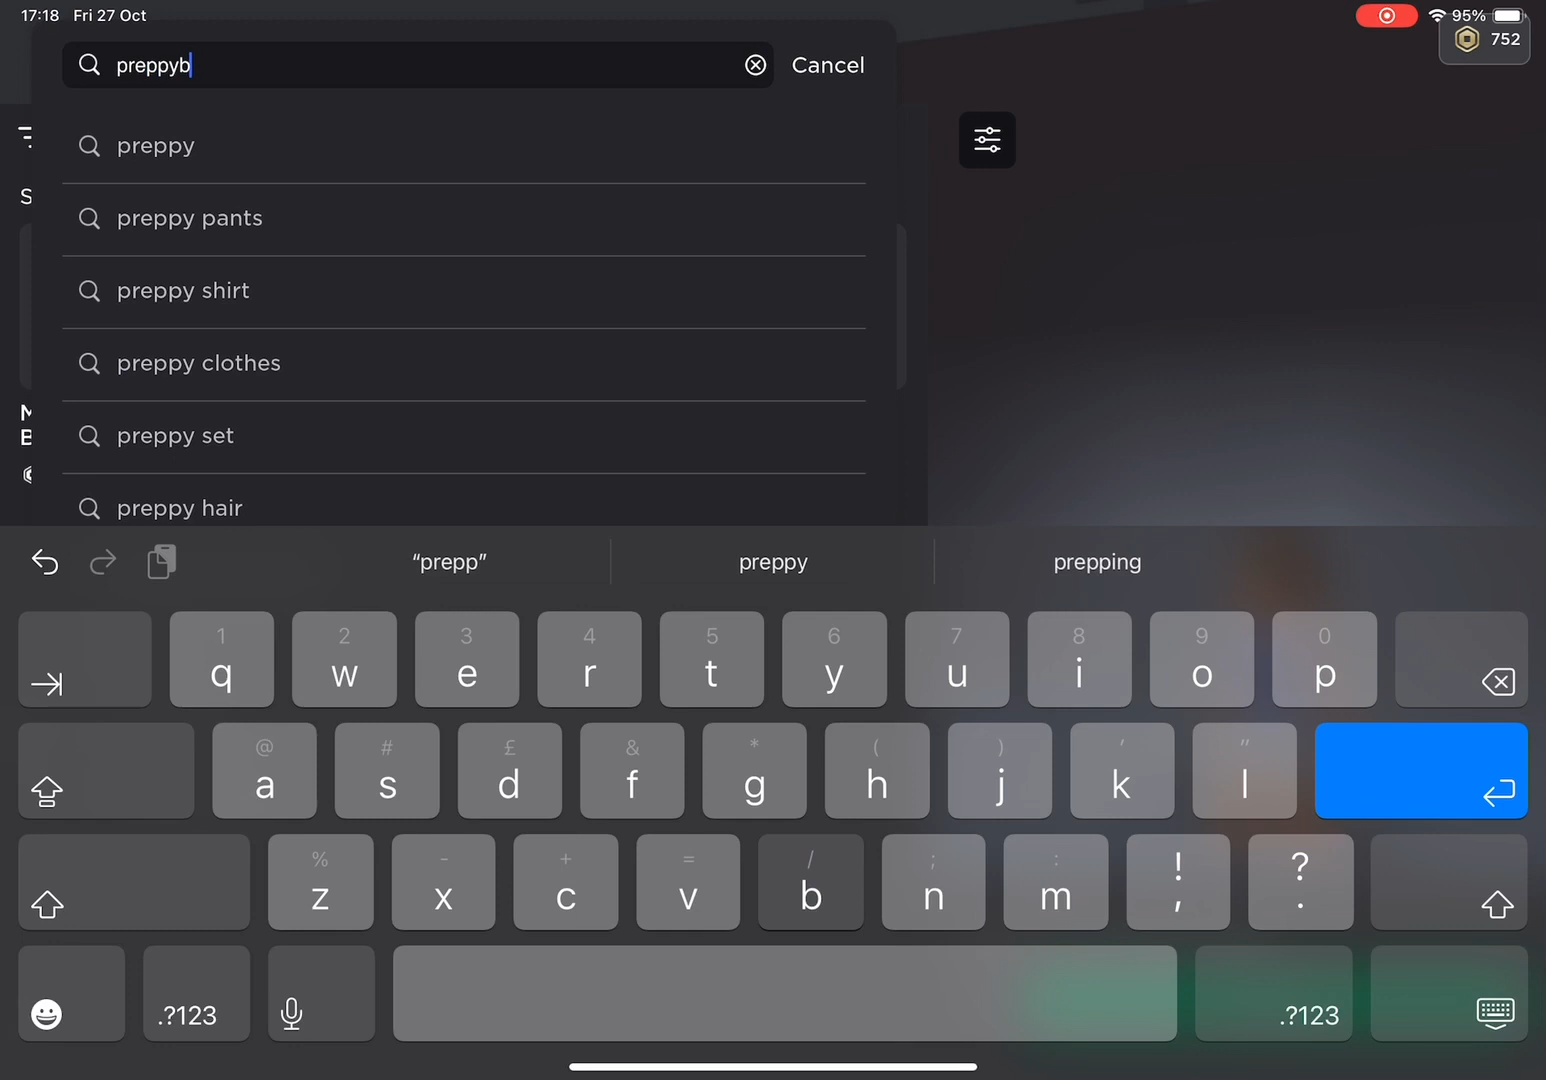 17:18 Fri 27 Oct
95%
752
preppyb
Cancel
preppy
preppy pants
preppy shirt
preppy clothes
preppy set
preppy hair
S
M
B
“prepp” preppy prepping
1 2 3 4 5 6 7 8 9 0
q w e r t y u i o p
@ # £ & * ( ) ' "
a s d f g h j k l
% - + = / ; : ! ?
z x c v b n m , .
.?123 .?123